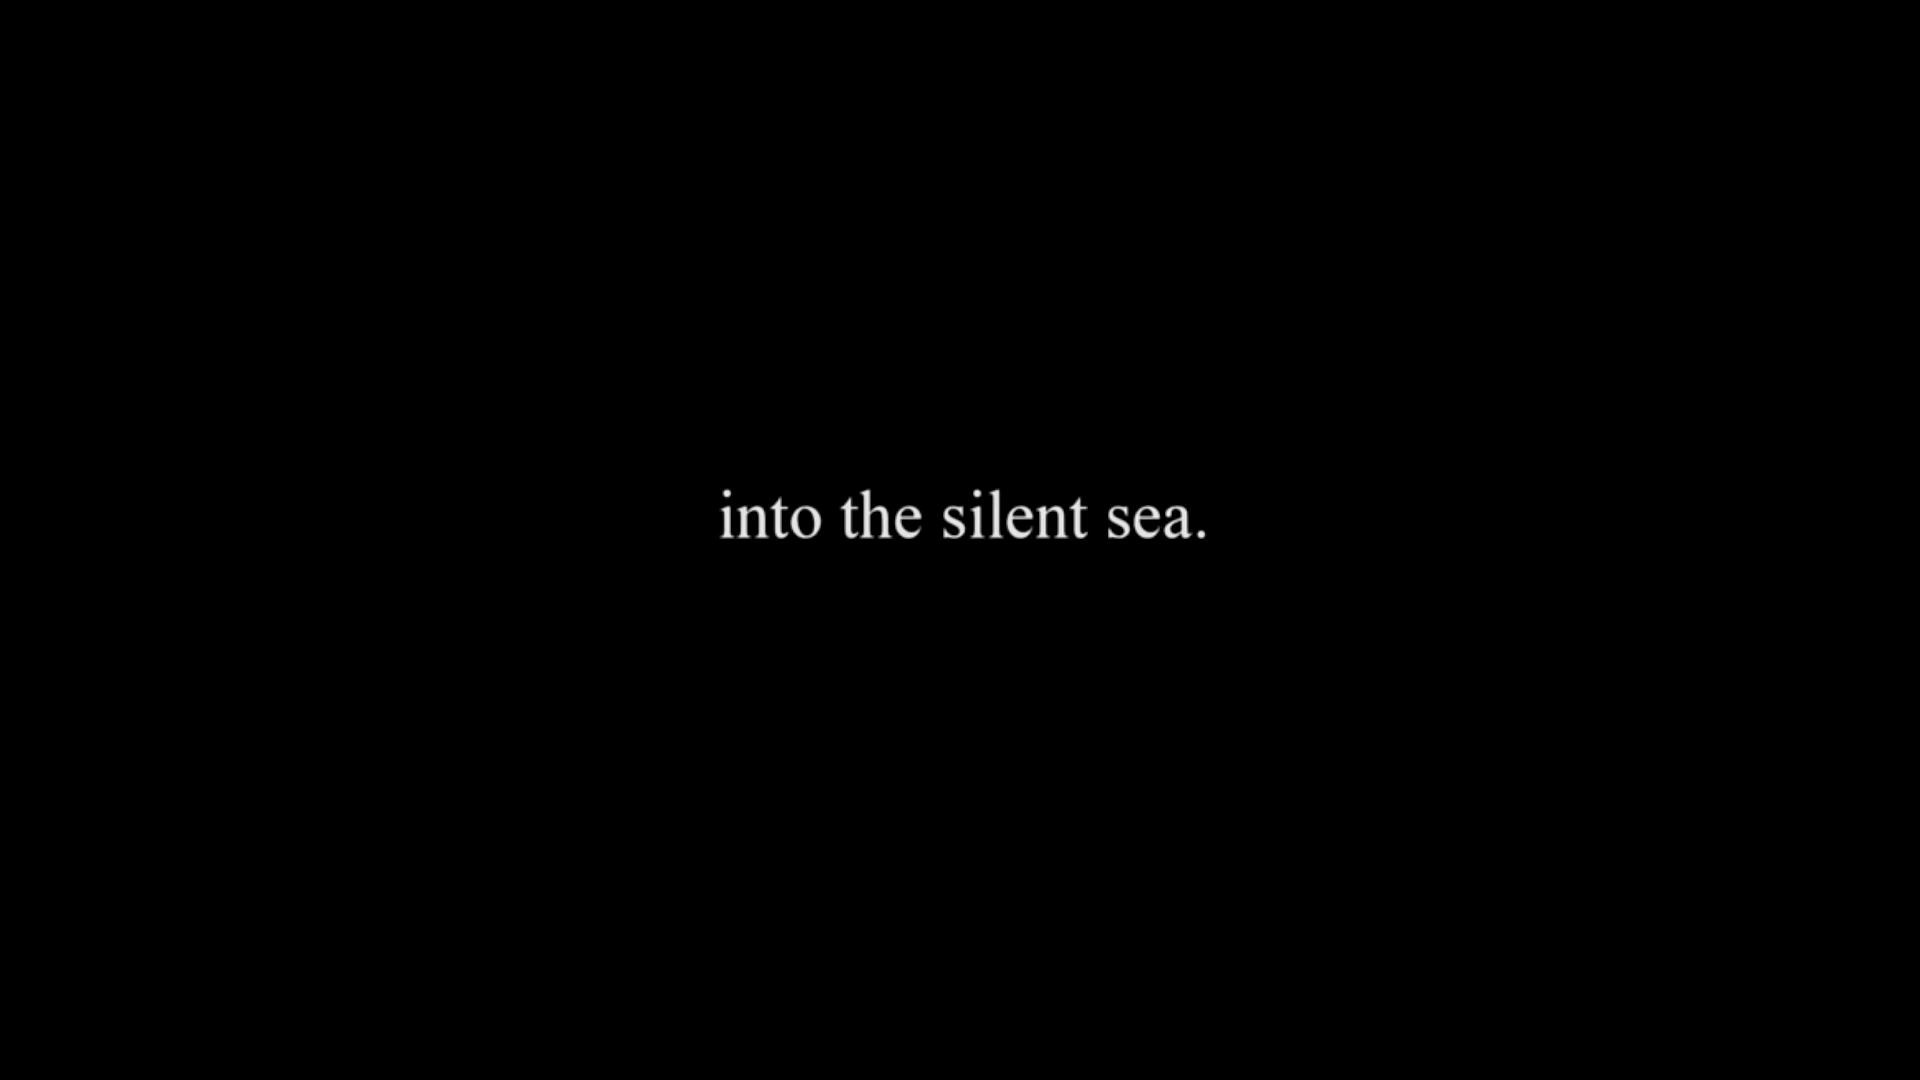 into the silent sea.